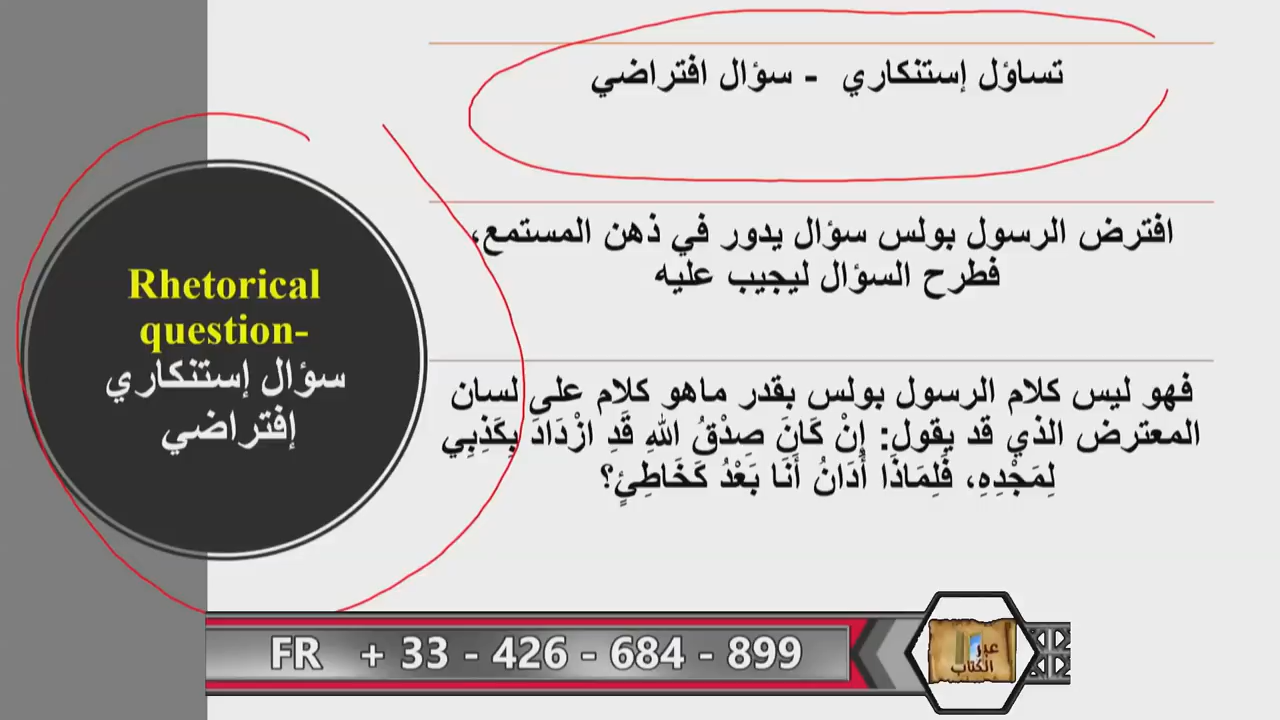 تساؤل إستنكاري - سؤال افتراضي
افترض الرسول بولس سؤال يدور في ذهن المستمع،
فطرح السؤال ليجيب عليه
فهو ليس كلام الرسول بولس بقدر ماهو كلام على لسان
المعترض الذي قد يقول: إِنْ كَانَ صِدْقُ اللهِ قَدِ ازْدَادَ بِكَذِبِي
لِمَجْدِهِ، فَلِمَاذَا أُدَانُ أَنَا بَعْدُ كَخَاطِئٍ؟
Rhetorical
question-
سؤال إستنكاري
إفتراضي
FR + 33 - 426 - 684 - 899
عبر
الكتاب